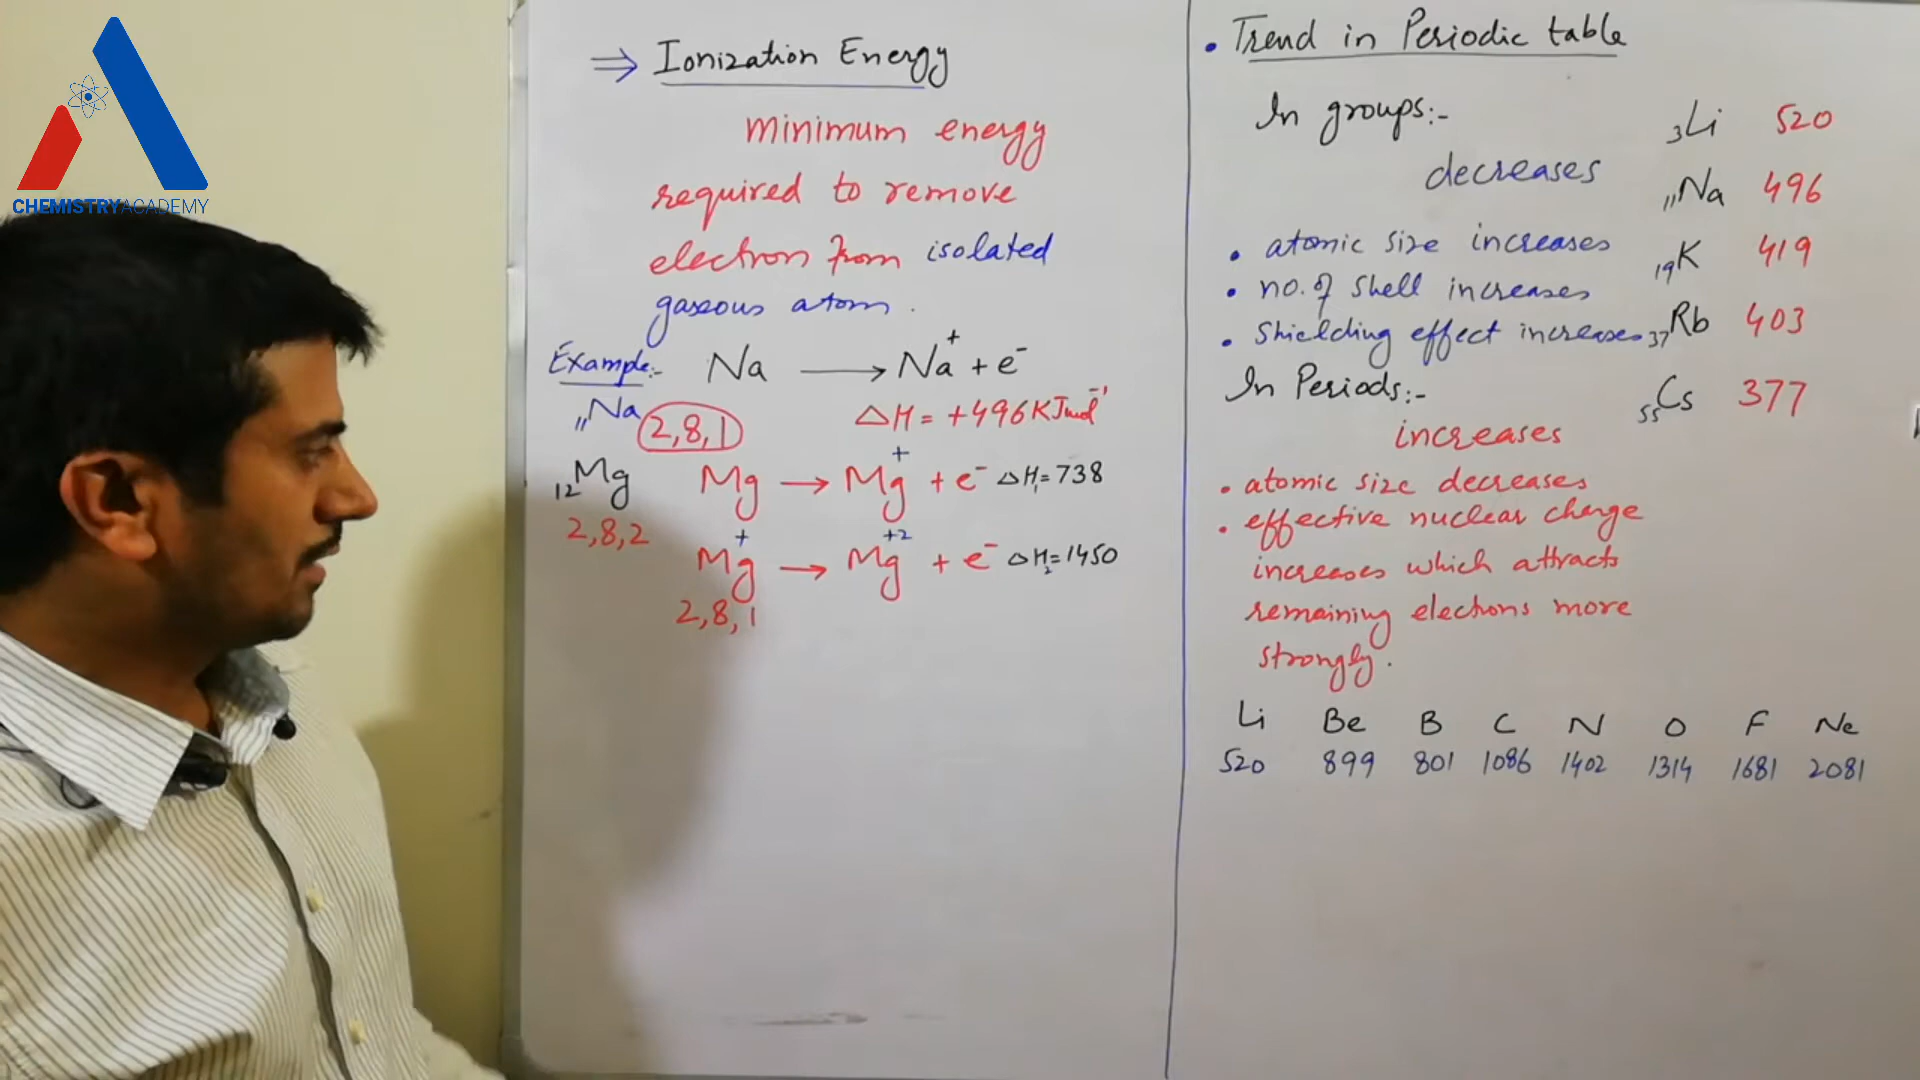 CHEMISTRYACADEMY
⇒ Ionization Energy
minimum energy
required to remove
electron from isolated
gaseous atom.
Example:- Na → Na⁺ + e⁻
₁₁Na 2,8,1 ΔH = +496KJmol⁻¹
₁₂Mg Mg → Mg⁺ + e⁻ ΔH₁=738
2,8,2
Mg⁺ → Mg⁺² + e⁻ ΔH₂=1450
2,8,1
• Trend in Periodic table
In groups:- ₃Li 520
decreases ₁₁Na 496
• atomic size increases ₁₉K 419
• no. of shell increases
• Shielding effect increases ₃₇Rb 403
In Periods:- ₅₅Cs 377
increases
• atomic size decreases
• effective nuclear charge
increases which attracts
remaining electrons more
strongly.
Li Be B C N O F Ne
520 899 801 1086 1402 1314 1681 2081